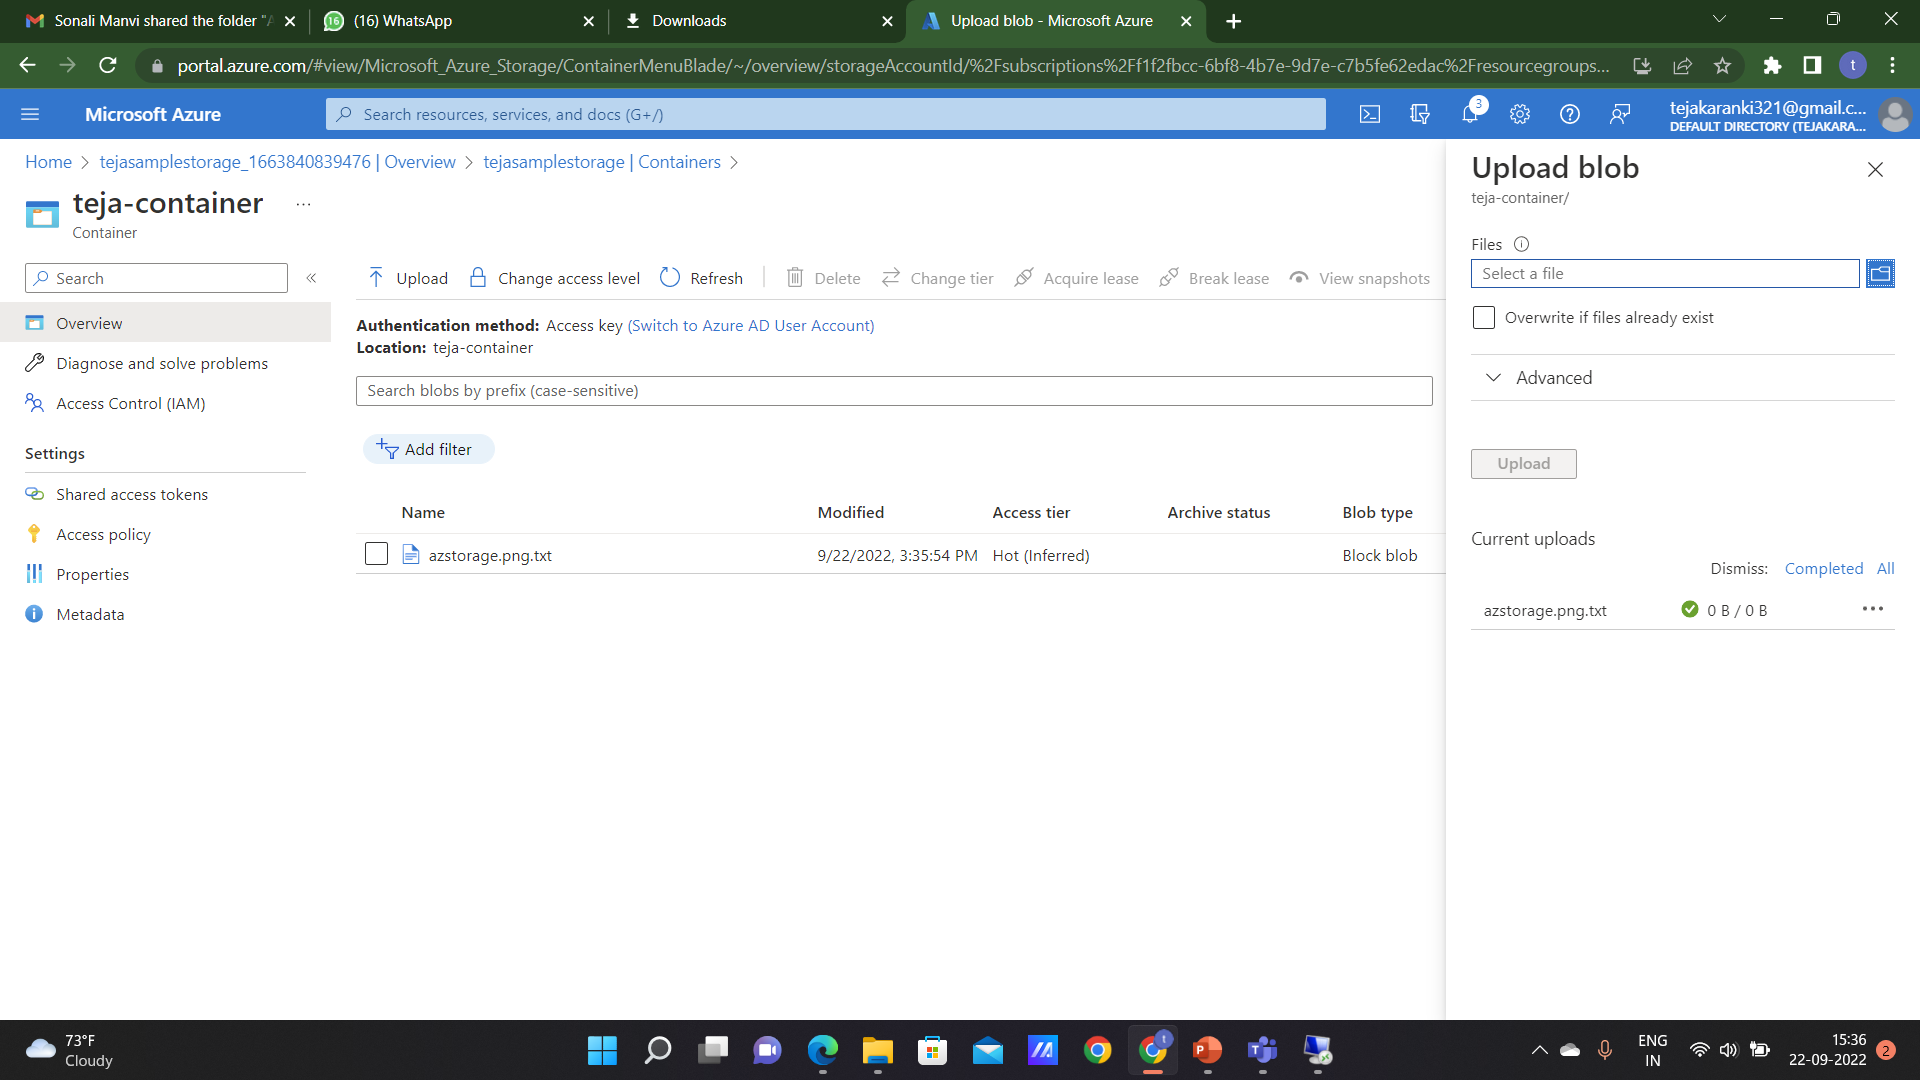 Sonali Manvi shared the folder "A
(16) WhatsApp
Downloads
Upload blob - Microsoft Azure
portal.azure.com/#view/Microsoft_Azure_Storage/ContainerMenuBlade/~/overview/storageAccountId/%2Fsubscriptions%2Ff1f2fbcc-6bf8-4b7e-9d7e-c7b5fe62edac%2Fresourcegroups...
t
Microsoft Azure
Search resources, services, and docs (G+/)
3
tejakaranki321@gmail.c...
DEFAULT DIRECTORY (TEJAKARA...
Home > tejasamplestorage_1663840839476 | Overview > tejasamplestorage | Containers >
teja-container ...
Container
Search
«
Overview
Diagnose and solve problems
Access Control (IAM)
Settings
Shared access tokens
Access policy
Properties
Metadata
Upload Change access level Refresh Delete Change tier Acquire lease Break lease View snapshots
Authentication method: Access key (Switch to Azure AD User Account)
Location: teja-container
Search blobs by prefix (case-sensitive)
Add filter
Name Modified Access tier Archive status Blob type
azstorage.png.txt 9/22/2022, 3:35:54 PM Hot (Inferred) Block blob
Upload blob
teja-container/
Files
Select a file
Overwrite if files already exist
Advanced
Upload
Current uploads
Dismiss: Completed All
azstorage.png.txt 0 B / 0 B ...
73°F
Cloudy
t
ENG
IN
15:36
22-09-2022
2